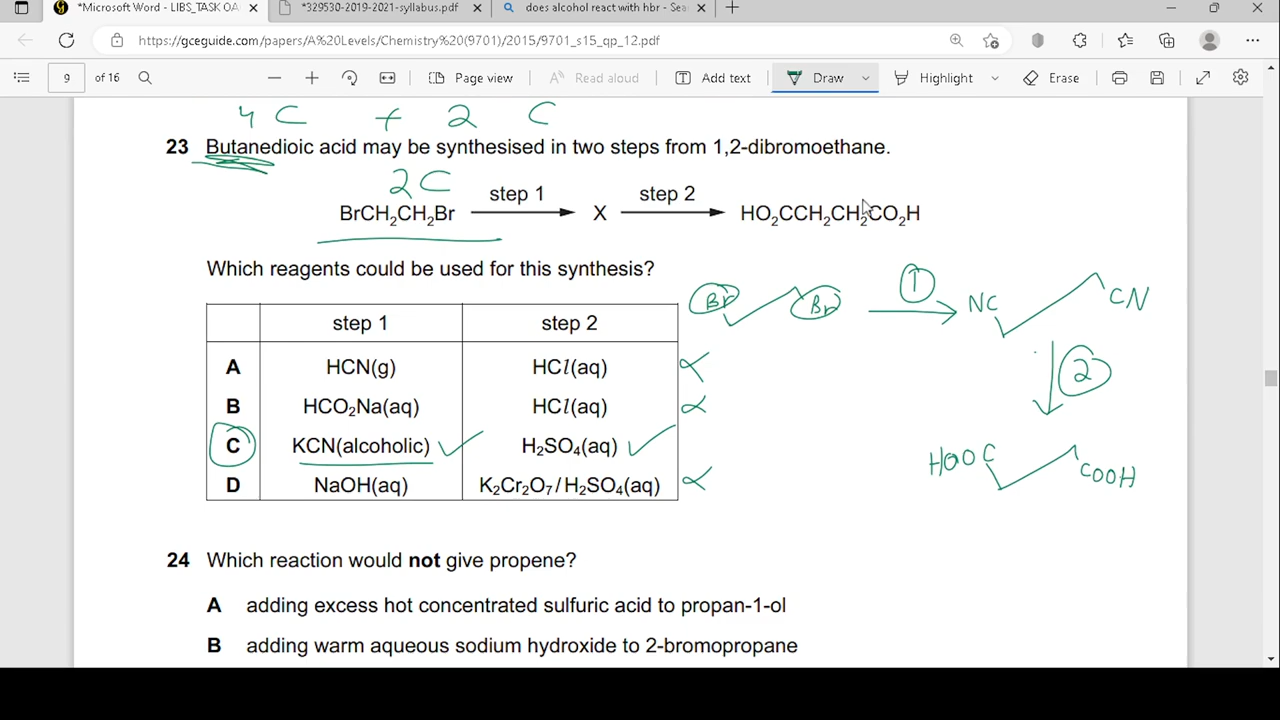 *Microsoft Word - LIBS_TASK OA
*329530-2019-2021-syllabus.pdf
does alcohol react with hbr - Sea
https://gceguide.com/papers/A%20Levels/Chemistry%20(9701)/2015/9701_s15_qp_12.pdf
9 of 16
Page view
Read aloud
Add text
Draw
Highlight
Erase
4 C + 2 C
23 Butanedioic acid may be synthesised in two steps from 1,2-dibromoethane.
2 C
step 1 step 2
BrCH₂CH₂Br X HO₂CCH₂CH₂CO₂H
Which reagents could be used for this synthesis?
Br Br 1 NC CN
step 1 step 2
A HCN(g) HCl(aq)
2
B HCO₂Na(aq) HCl(aq)
C KCN(alcoholic) H₂SO₄(aq)
HOOC COOH
D NaOH(aq) K₂Cr₂O₇/H₂SO₄(aq)
24 Which reaction would not give propene?
A adding excess hot concentrated sulfuric acid to propan-1-ol
B adding warm aqueous sodium hydroxide to 2-bromopropane